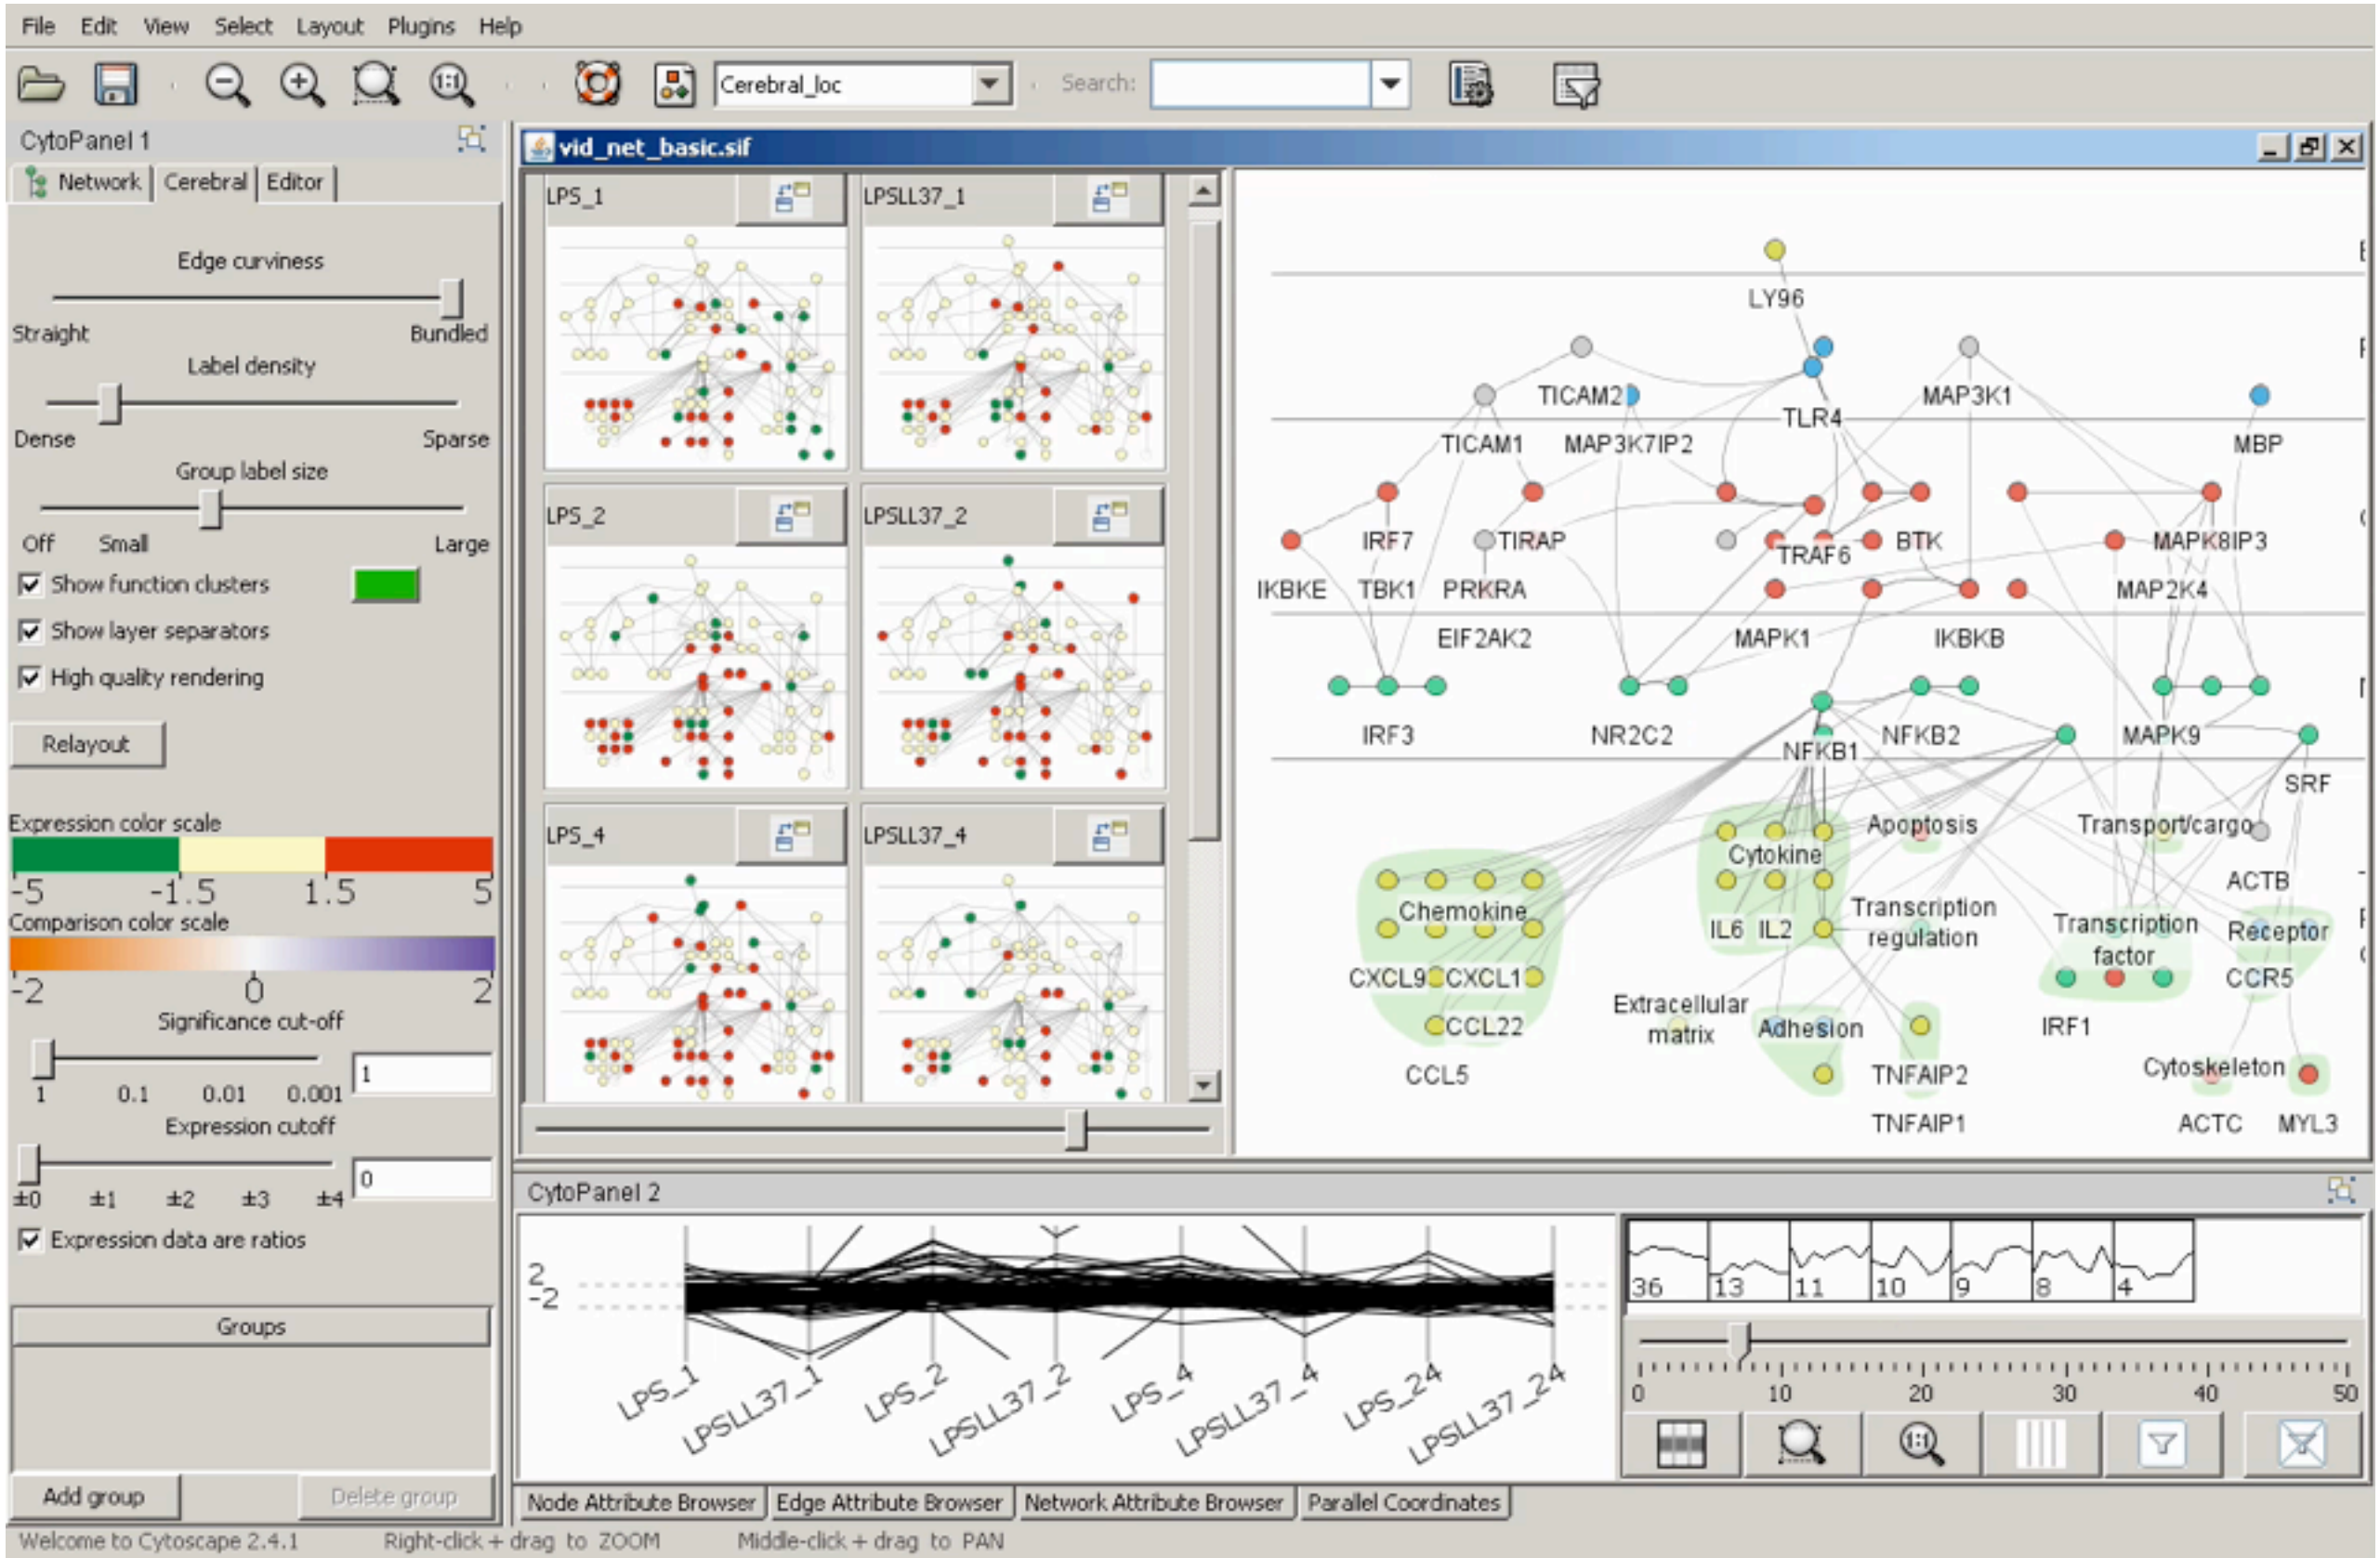 File Edit View Select Layout Plugins Help
1:1 Cerebral_loc Search:
CytoPanel 1
Network Cerebral Editor
Edge curviness
Straight Bundled
Label density
Dense Sparse
Group label size
Off Small Large
Show function clusters
Show layer separators
High quality rendering
Relayout
Expression color scale
-5 -1.5 1.5 5
Comparison color scale
-2 0 2
Significance cut-off
1
1 0.1 0.01 0.001
Expression cutoff
0
±0 ±1 ±2 ±3 ±4
Expression data are ratios
Groups
Add group Delete group
vid_net_basic.sif
LPS_1 LPSLL37_1
LPS_2 LPSLL37_2
LPS_4 LPSLL37_4
LY96
TICAM2 MAP3K1
TLR4
TICAM1 MAP3K7IP2 MBP
IRF7 TIRAP TRAF6 BTK MAPK8IP3
IKBKE TBK1 PRKRA MAP2K4
EIF2AK2 MAPK1 IKBKB
IRF3 NR2C2 NFKB1 NFKB2 MAPK9
SRF
Apoptosis Transport/cargo
Cytokine
ACTB
Chemokine
IL6 IL2
Transcription
regulation
Transcription
factor
Receptor
CXCL9 CXCL1 CCR5
Extracellular
matrix
Adhesion
CCL22 IRF1
CCL5 TNFAIP2 Cytoskeleton
TNFAIP1 ACTC MYL3
CytoPanel 2
2
-2
LPS_1 LPSLL37_1 LPS_2 LPSLL37_2 LPS_4 LPSLL37_4 LPS_24 LPSLL37_24
36 13 11 10 9 8 4
0 10 20 30 40 50
1:1
Node Attribute Browser Edge Attribute Browser Network Attribute Browser Parallel Coordinates
Welcome to Cytoscape 2.4.1 Right-click + drag to ZOOM Middle-click + drag to PAN